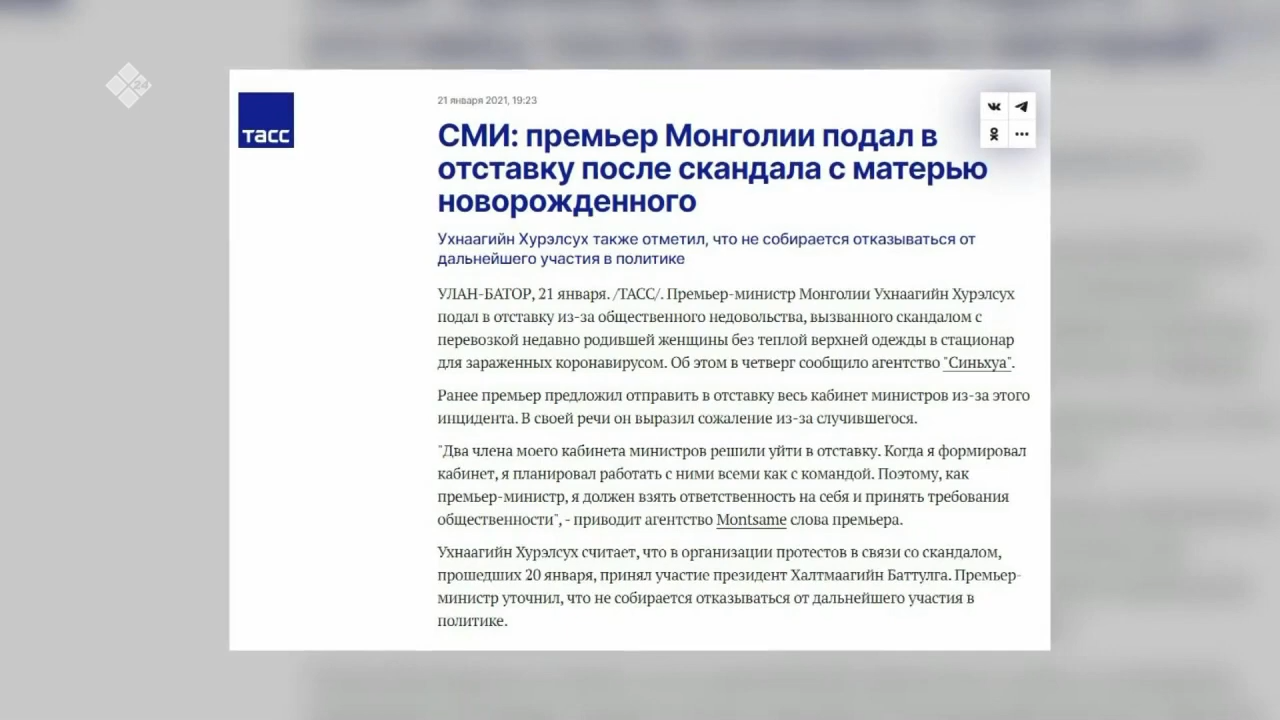 24
ТАСС
21 января 2021, 19:23
СМИ: премьер Монголии подал в
отставку после скандала с матерью
новорожденного
Ухнаагийн Хурэлсух также отметил, что не собирается отказываться от
дальнейшего участия в политике
УЛАН-БАТОР, 21 января. /ТАСС/. Премьер-министр Монголии Ухнаагийн Хурэлсух
подал в отставку из-за общественного недовольства, вызванного скандалом с
перевозкой недавно родившей женщины без теплой верхней одежды в стационар
для зараженных коронавирусом. Об этом в четверг сообщило агентство "Синьхуа".
Ранее премьер предложил отправить в отставку весь кабинет министров из-за этого
инцидента. В своей речи он выразил сожаление из-за случившегося.
"Два члена моего кабинета министров решили уйти в отставку. Когда я формировал
кабинет, я планировал работать с ними всеми как с командой. Поэтому, как
премьер-министр, я должен взять ответственность на себя и принять требования
общественности", - приводит агентство Montsame слова премьера.
Ухнаагийн Хурэлсух считает, что в организации протестов в связи со скандалом,
прошедших 20 января, принял участие президент Халтмаагийн Баттулга. Премьер-
министр уточнил, что не собирается отказываться от дальнейшего участия в
политике.